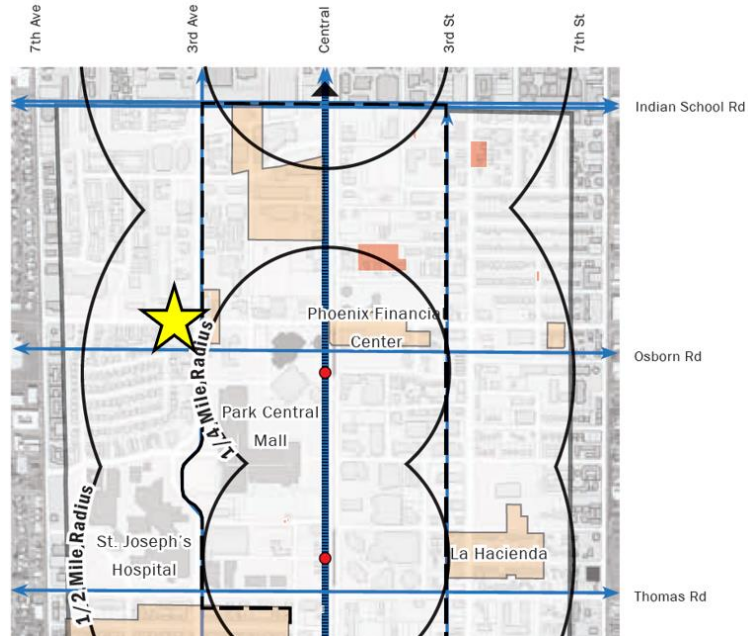 7th Ave
3rd Ave
Central
3rd St
7th St
Indian School Rd
Phoenix Financial
Center
Osborn Rd
1/4 Mile Radius
Park Central
Mall
1/2 Mile Radius
St. Joseph's
Hospital
La Hacienda
Thomas Rd